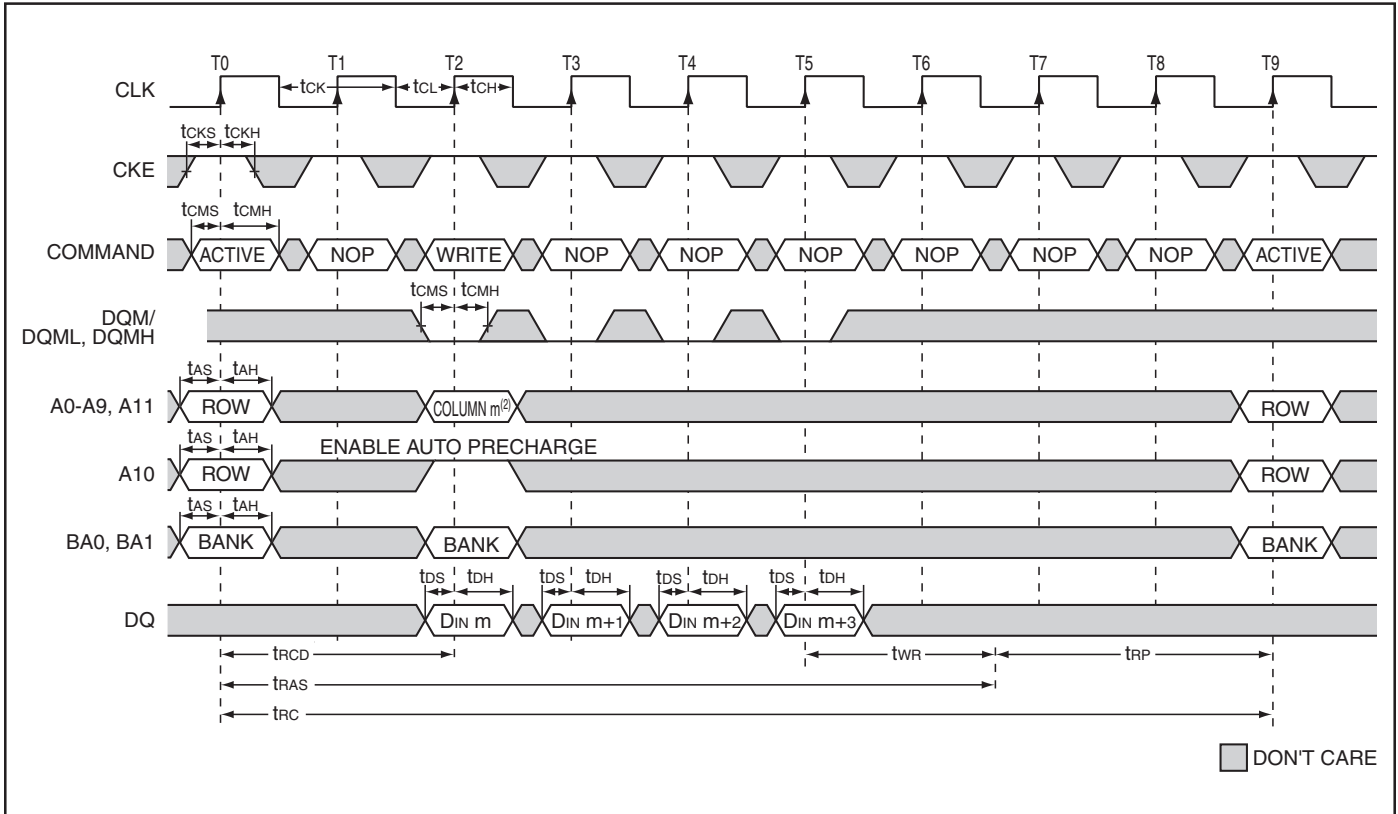 T0 T1 T2 T3 T4 T5 T6 T7 T8 T9
CLK tCK tCL tCH
tCKS tCKH
CKE
tCMS tCMH
COMMAND ACTIVE NOP WRITE NOP NOP NOP NOP NOP NOP ACTIVE
tCMS tCMH
DQM/
DQML, DQMH
tAS tAH
A0-A9, A11 ROW COLUMN m(2) ROW
tAS tAH ENABLE AUTO PRECHARGE
A10 ROW ROW
tAS tAH
BA0, BA1 BANK BANK BANK
tDS tDH tDS tDH tDS tDH tDS tDH
DQ DIN m DIN m+1 DIN m+2 DIN m+3
tRCD tWR tRP
tRAS
tRC
DON'T CARE